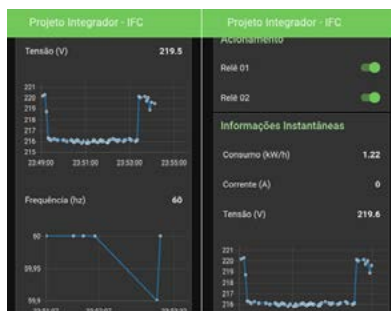 Projeto Integrador - IFC
Tensão (V) 219.5
221
220
219
218
217
216
215
23:49:00 23:51:00 23:53:00 23:55:00
Frequência (hz) 60
60
59,95
59,9
Projeto Integrador - IFC
Acionamento
Relê 01
Relê 02
Informações Instantâneas
Consumo (kW/h) 1.22
Corrente (A) 0
Tensão (V) 219.6
221
220
219
218
217
216